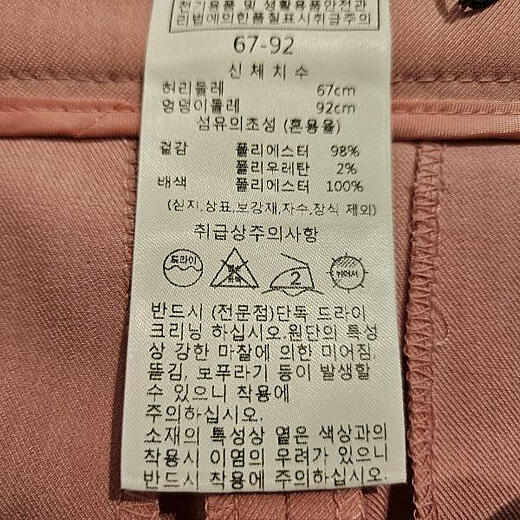 전기용품 및 생활용품안전관
리법에의한품질표시취급주의
67-92
신체치수
허리둘레 67cm
엉덩이둘레 92cm
섬유의조성 (혼용율)
겉감 폴리에스터 98%
폴리우레탄 2%
배색 폴리에스터 100%
(심지,상표,보강재,자수,장식 제외)
취급상주의사항
드라이
2
뉘어서
반드시 (전문점)단독 드라이
크리닝 하십시오.원단의 특성
상 강한 마찰에 의한 미어짐,
뜯김, 보푸라기 등이 발생할
수 있으니 착용에
주의하십시오.
소재의 특성상 옅은 색상과의
착용시 이염의 우려가 있으니
반드시 착용에 주의하십시오.